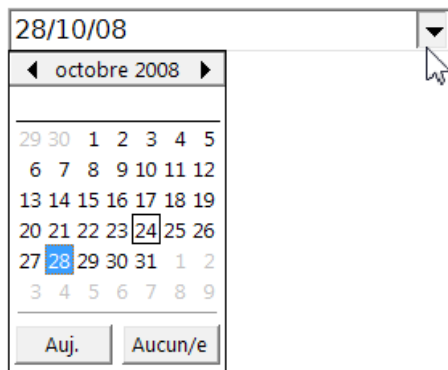 28/10/08
octobre 2008
29 30 1 2 3 4 5
6 7 8 9 10 11 12
13 14 15 16 17 18 19
20 21 22 23 24 25 26
27 28 29 30 31 1 2
3 4 5 6 7 8 9
Auj. Aucun/e